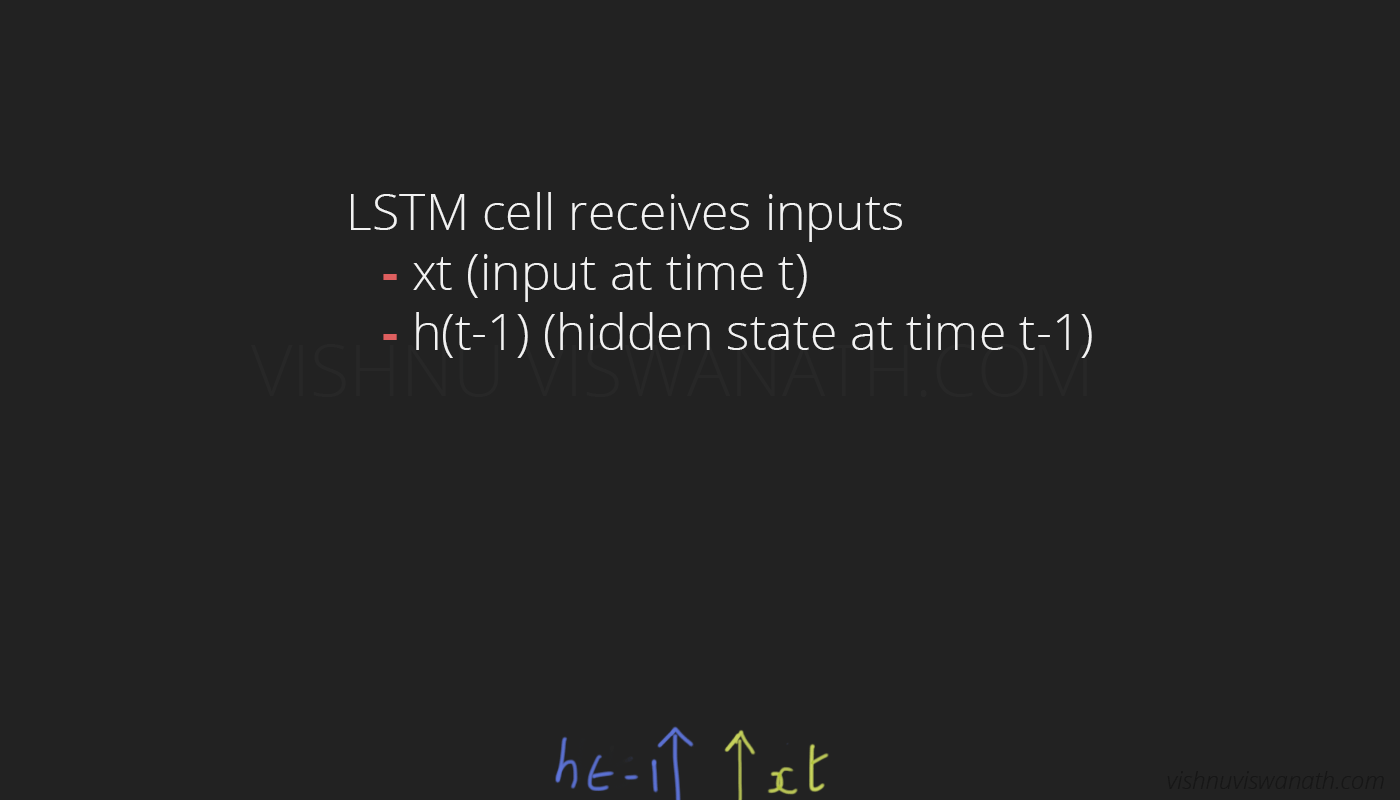 LSTM cell receives inputs
- xt (input at time t)
- h(t-1) (hidden state at time t-1)
VISHNU VISWANATH.COM
ht-1 xt
vishnuviswanath.com